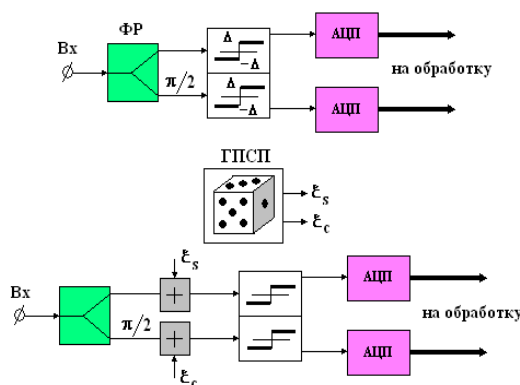 ФР
Вх
π/2
Δ
-Δ
Δ
-Δ
АЦП
АЦП
на обработку
ГПСП
ξs
ξc
ξs
Вх
π/2
+
+
ξc
АЦП
АЦП
на обработку